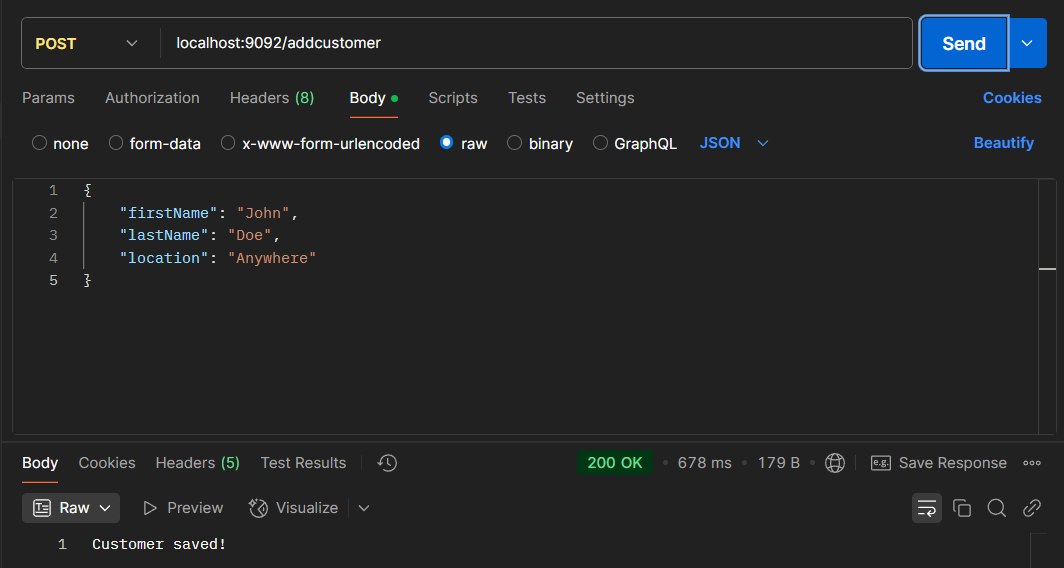 POST localhost:9092/addcustomer Send
Params Authorization Headers (8) Body Scripts Tests Settings Cookies
none form-data x-www-form-urlencoded raw binary GraphQL JSON Beautify
1 {
2 "firstName": "John",
3 "lastName": "Doe",
4 "location": "Anywhere"
5 }
Body Cookies Headers (5) Test Results 200 OK • 678 ms • 179 B • e.g. Save Response
Raw Preview Visualize
1 Customer saved!